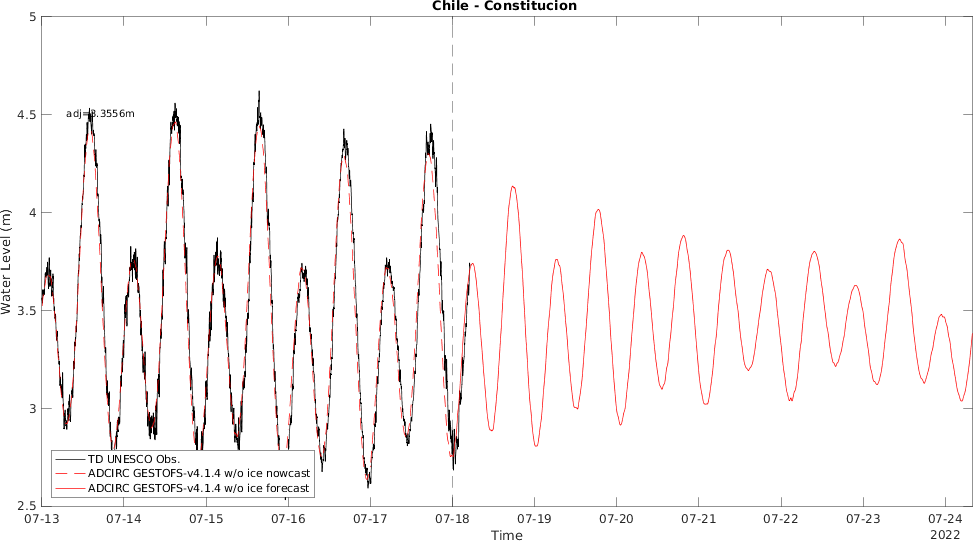 Chile - Constitucion
5
4.5
4
3.5
3
2.5
Water Level (m)
adj=3.3556m
TD UNESCO Obs.
ADCIRC GESTOFS-v4.1.4 w/o ice nowcast
ADCIRC GESTOFS-v4.1.4 w/o ice forecast
07-13 07-14 07-15 07-16 07-17 07-18 07-19 07-20 07-21 07-22 07-23 07-24
Time
2022